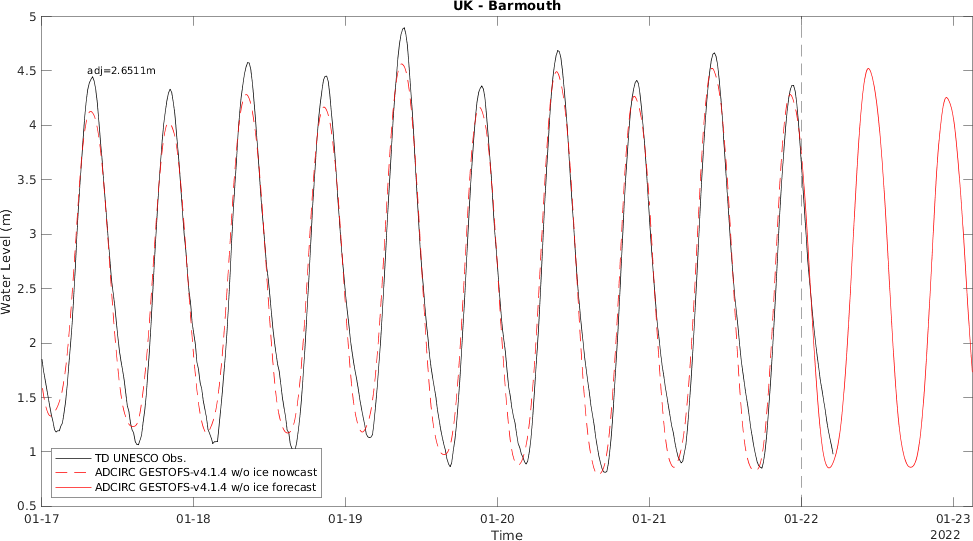 UK - Barmouth
5
4.5
4
3.5
3
2.5
2
1.5
1
0.5
Water Level (m)
adj=2.6511m
TD UNESCO Obs.
ADCIRC GESTOFS-v4.1.4 w/o ice nowcast
ADCIRC GESTOFS-v4.1.4 w/o ice forecast
01-17
01-18
01-19
01-20
01-21
01-22
01-23
Time
2022